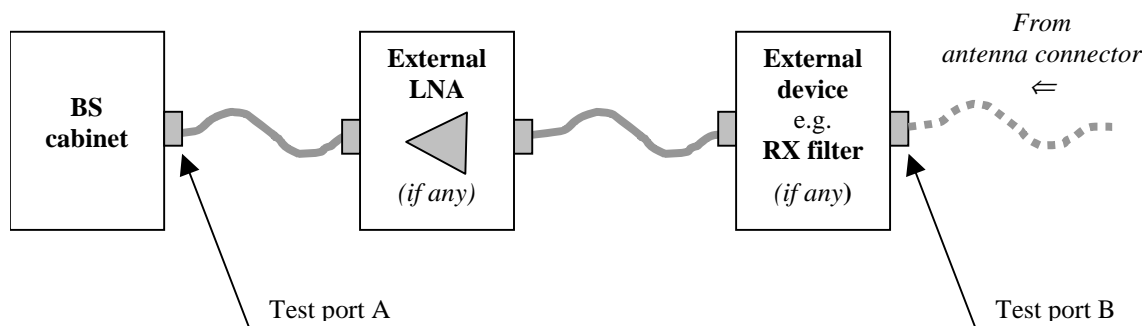 BS
cabinet
External
LNA
(if any)
External
device
e.g.
RX filter
(if any)
From
antenna connector
⇐
Test port A
Test port B